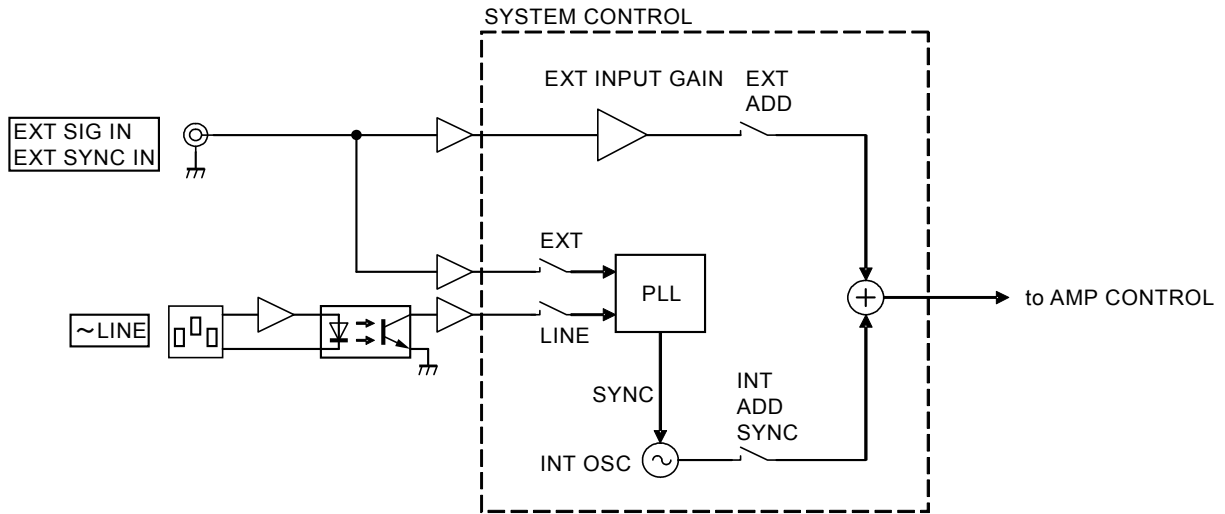 SYSTEM CONTROL
EXT INPUT GAIN
EXT
ADD
EXT SIG IN
EXT SYNC IN
EXT
PLL
to AMP CONTROL
~LINE
LINE
SYNC
INT
ADD
SYNC
INT OSC